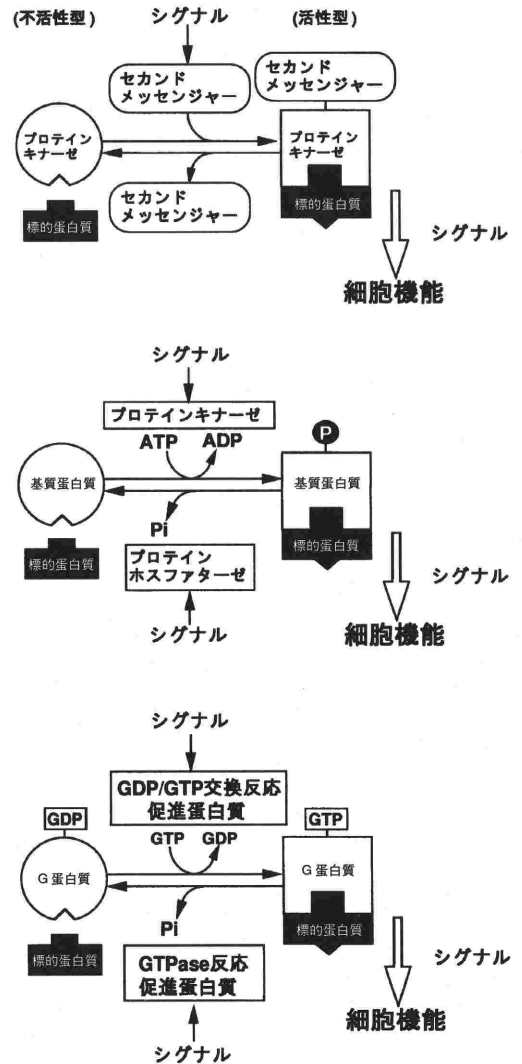 (不活性型)
シグナル
(活性型)
セカンド
メッセンジャー
セカンド
メッセンジャー
プロテイン
キナーゼ
プロテイン
キナーゼ
セカンド
メッセンジャー
標的蛋白質
標的蛋白質
シグナル
細胞機能
シグナル
プロテインキナーゼ
P
ATP
ADP
基質蛋白質
基質蛋白質
Pi
標的蛋白質
標的蛋白質
プロテイン
ホスファターゼ
シグナル
シグナル
細胞機能
シグナル
GDP/GTP交換反応
促進蛋白質
GDP
GTP
GTP
GDP
G蛋白質
G蛋白質
Pi
標的蛋白質
標的蛋白質
GTPase反応
促進蛋白質
シグナル
細胞機能
シグナル